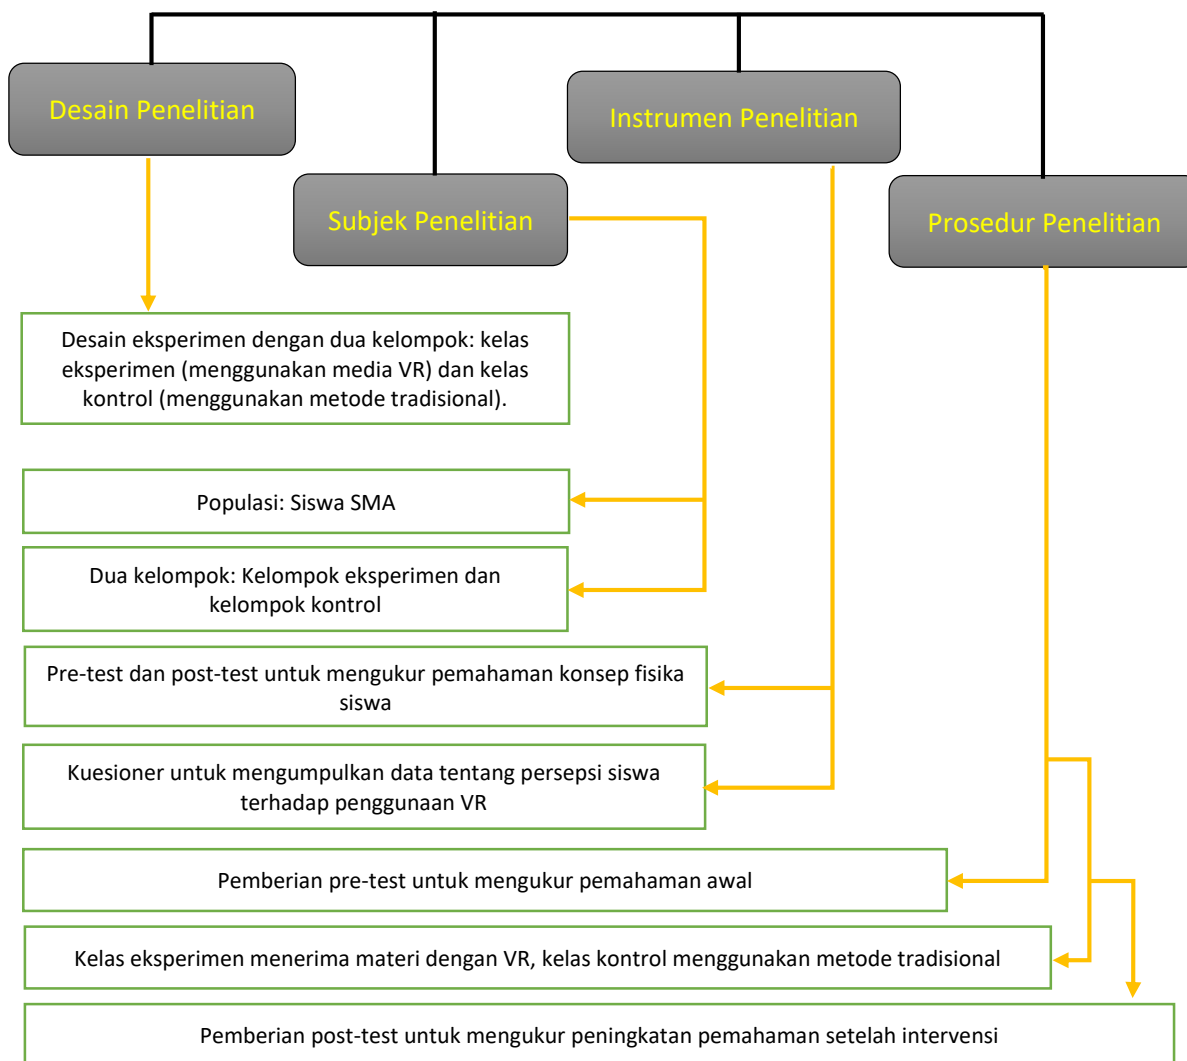 Desain Penelitian
Instrumen Penelitian
Subjek Penelitian
Prosedur Penelitian
Desain eksperimen dengan dua kelompok: kelas
eksperimen (menggunakan media VR) dan kelas
kontrol (menggunakan metode tradisional).
Populasi: Siswa SMA
Dua kelompok: Kelompok eksperimen dan
kelompok kontrol
Pre-test dan post-test untuk mengukur pemahaman konsep fisika
siswa
Kuesioner untuk mengumpulkan data tentang persepsi siswa
terhadap penggunaan VR
Pemberian pre-test untuk mengukur pemahaman awal
Kelas eksperimen menerima materi dengan VR, kelas kontrol menggunakan metode tradisional
Pemberian post-test untuk mengukur peningkatan pemahaman setelah intervensi